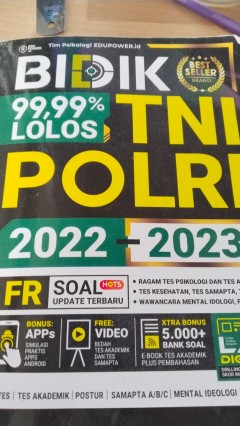 Tim Psikologi EDUPOWER.id
BIDIK
BEST
SELLER
99,99%
LOLOS
TNI
POLRI
2022 - 2023
FR SOAL HOTS
UPDATE TERBARU
• RAGAM TES PSIKOLOGI DAN TES A
• TES KESEHATAN, TES SAMAPTA,
• WAWANCARA MENTAL IDEOLOGI, P
BONUS:
APPs
SIMULASI
PRAKTIS
APPS
ANDROID
FREE:
VIDEO
BEDAH
TES AKADEMIK
DAN TES
SAMAPTA
XTRA BONUS
5.000+
BANK SOAL
E-BOOK TES AKADEMIK
PLUS PEMBAHASAN
DIG
DRILLING
TES | TES AKADEMIK | POSTUR | SAMAPTA A/B/C | MENTAL IDEOLOGI